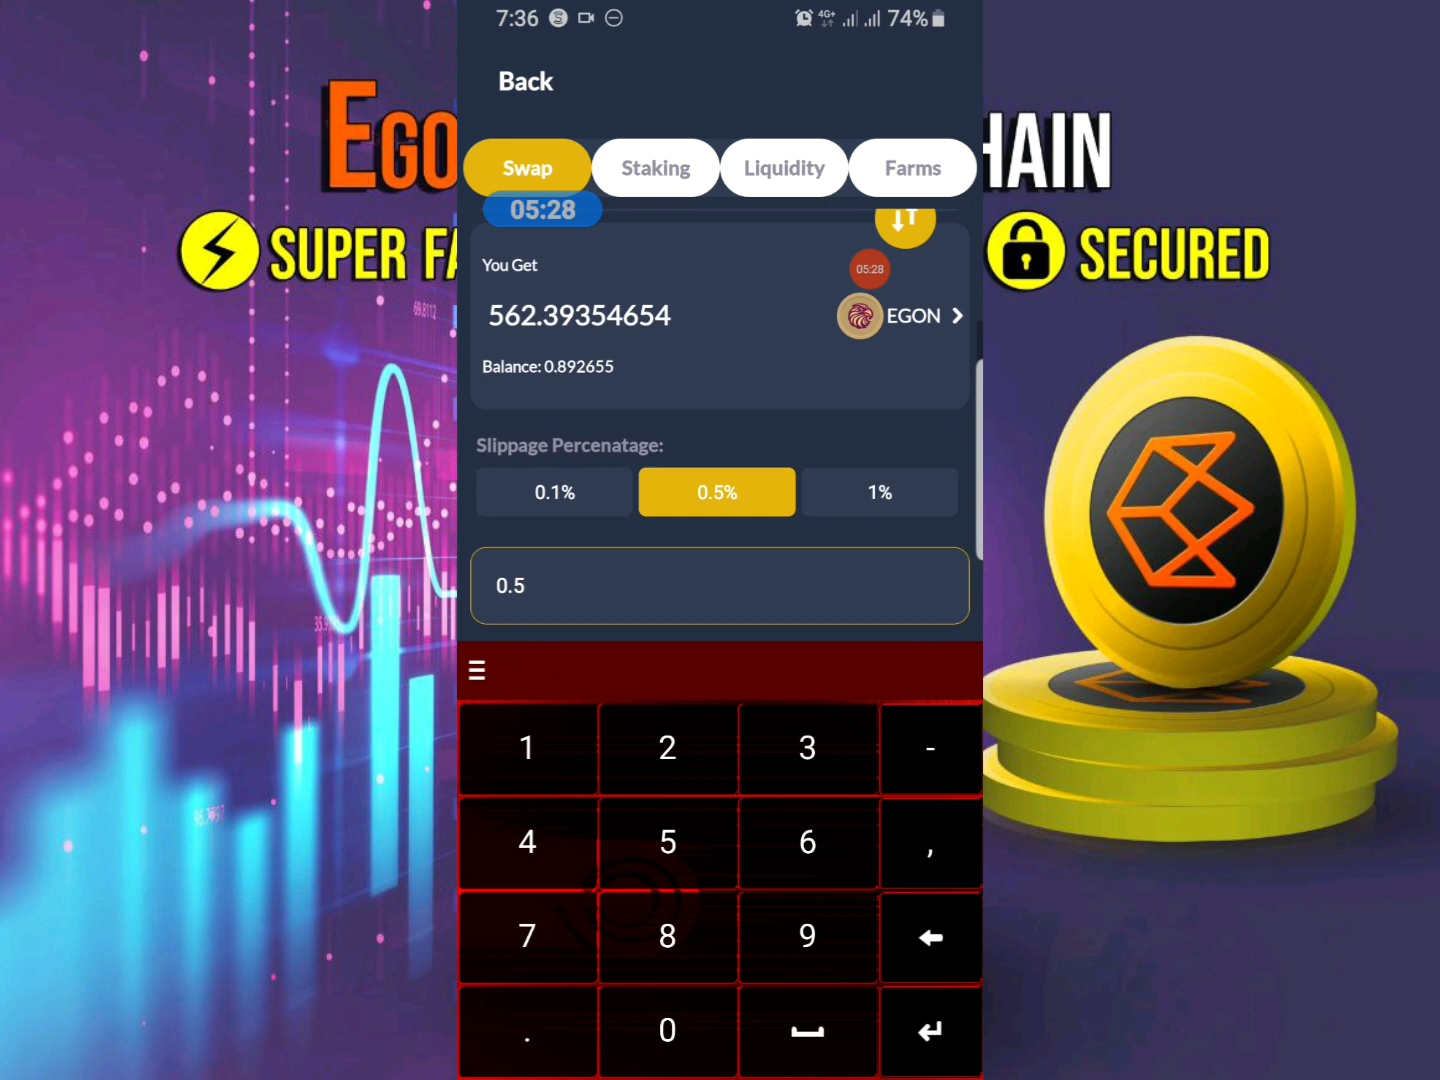 7:36 4G+ 74%
Back
EGO HAIN
Swap Staking Liquidity Farms
05:28
SUPER FA SECURED
You Get
05:28
562.39354654 EGON
Balance: 0.892655
Slippage Percenatage:
0.1% 0.5% 1%
0.5
1 2 3 -
4 5 6 ,
7 8 9
. 0